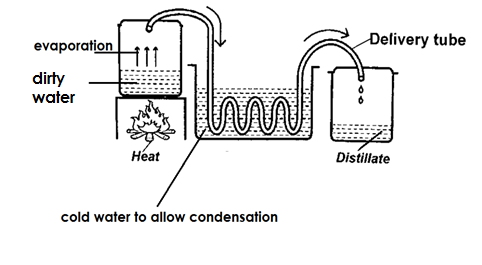 evaporation
Delivery tube
dirty
water
Heat
Distillate
cold water to allow condensation